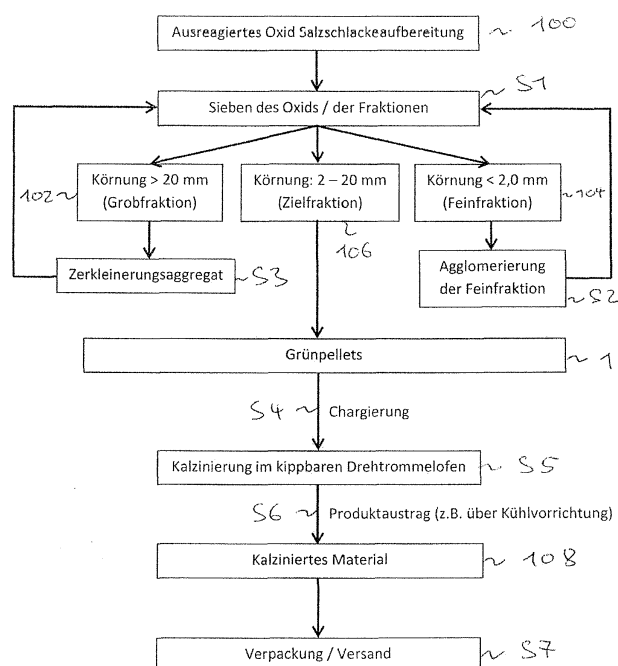 Ausreagiertes Oxid Salzschlackeaufbereitung
100
S1
Sieben des Oxids / der Fraktionen
102
Körnung > 20 mm
(Grobfraktion)
Körnung: 2 – 20 mm
(Zielfraktion)
106
Körnung < 2,0 mm
(Feinfraktion)
104
Zerkleinerungsaggregat
S3
Agglomerierung
der Feinfraktion
S2
Grünpellets
1
S4
Chargierung
Kalzinierung im kippbaren Drehtrommelofen
S5
S6
Produktaustrag (z.B. über Kühlvorrichtung)
Kalziniertes Material
108
Verpackung / Versand
S7